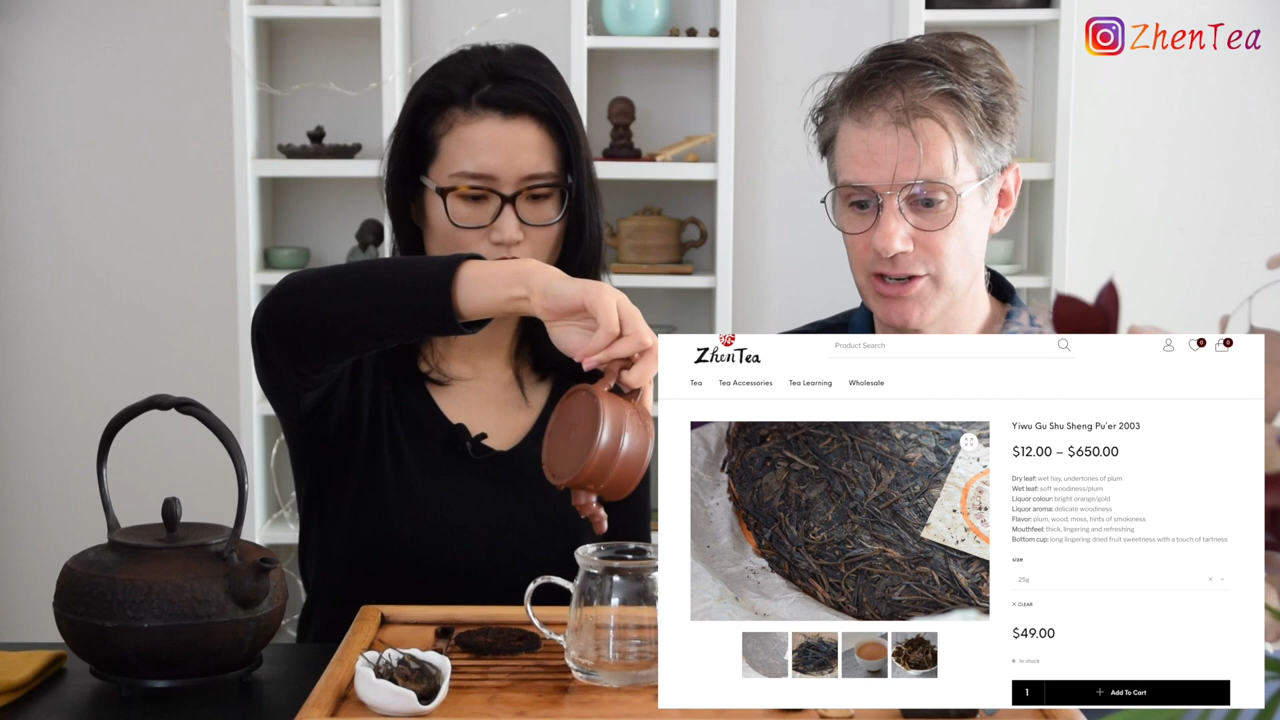 ZhenTea
ZhenTea
Product Search
0
0
Tea
Tea Accessories
Tea Learning
Wholesale
Yiwu Gu Shu Sheng Pu'er 2003
$12.00 – $650.00
Dry leaf: wet hay, undertones of plum
Wet leaf: soft woodiness/plum
Liquor colour: bright orange/gold
Liquor aroma: delicate woodiness
Flavor: plum, wood, moss, hints of smokiness
Mouthfeel: thick, lingering and refreshing
Bottom cup: long lingering dried fruit sweetness with a touch of tartness
size
25g
× CLEAR
$49.00
In stock
1
+ Add To Cart